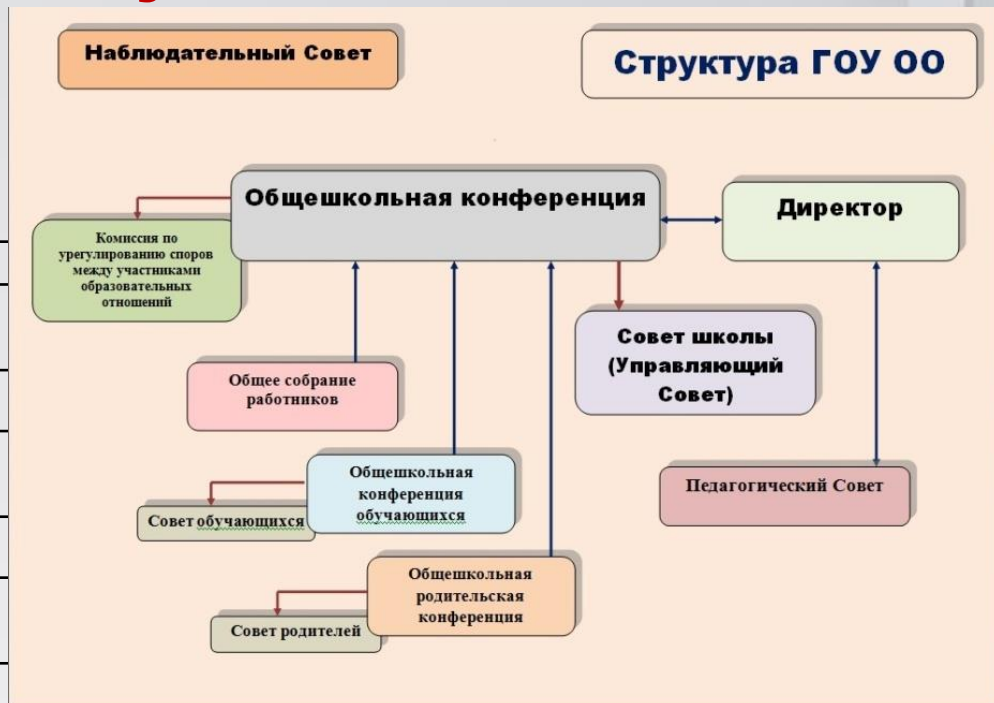 Наблюдательный Совет
Структура ГОУ ОО
Общешкольная конференция
Директор
Комиссия по
урегулированию споров
между участниками
образовательных
отношений
Совет школы
(Управляющий
Совет)
Общее собрание
работников
Общешкольная
конференция
обучающихся
Педагогический Совет
Совет обучающихся
Общешкольная
родительская
конференция
Совет родителей